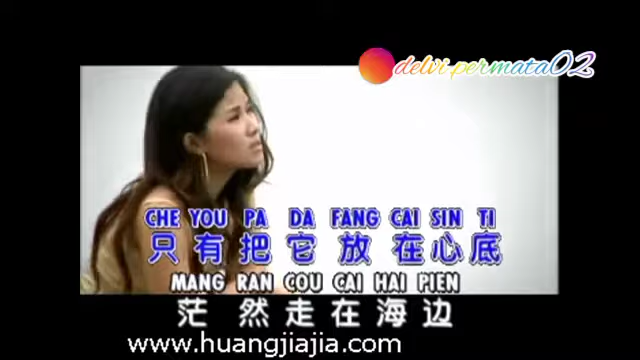 delvi permata02
CHE YOU PA DA FANG CAI SIN TI
只有把它放在心底
MANG RAN COU CAI HAI PIEN
茫然走在海边
www.huangjiajia.com